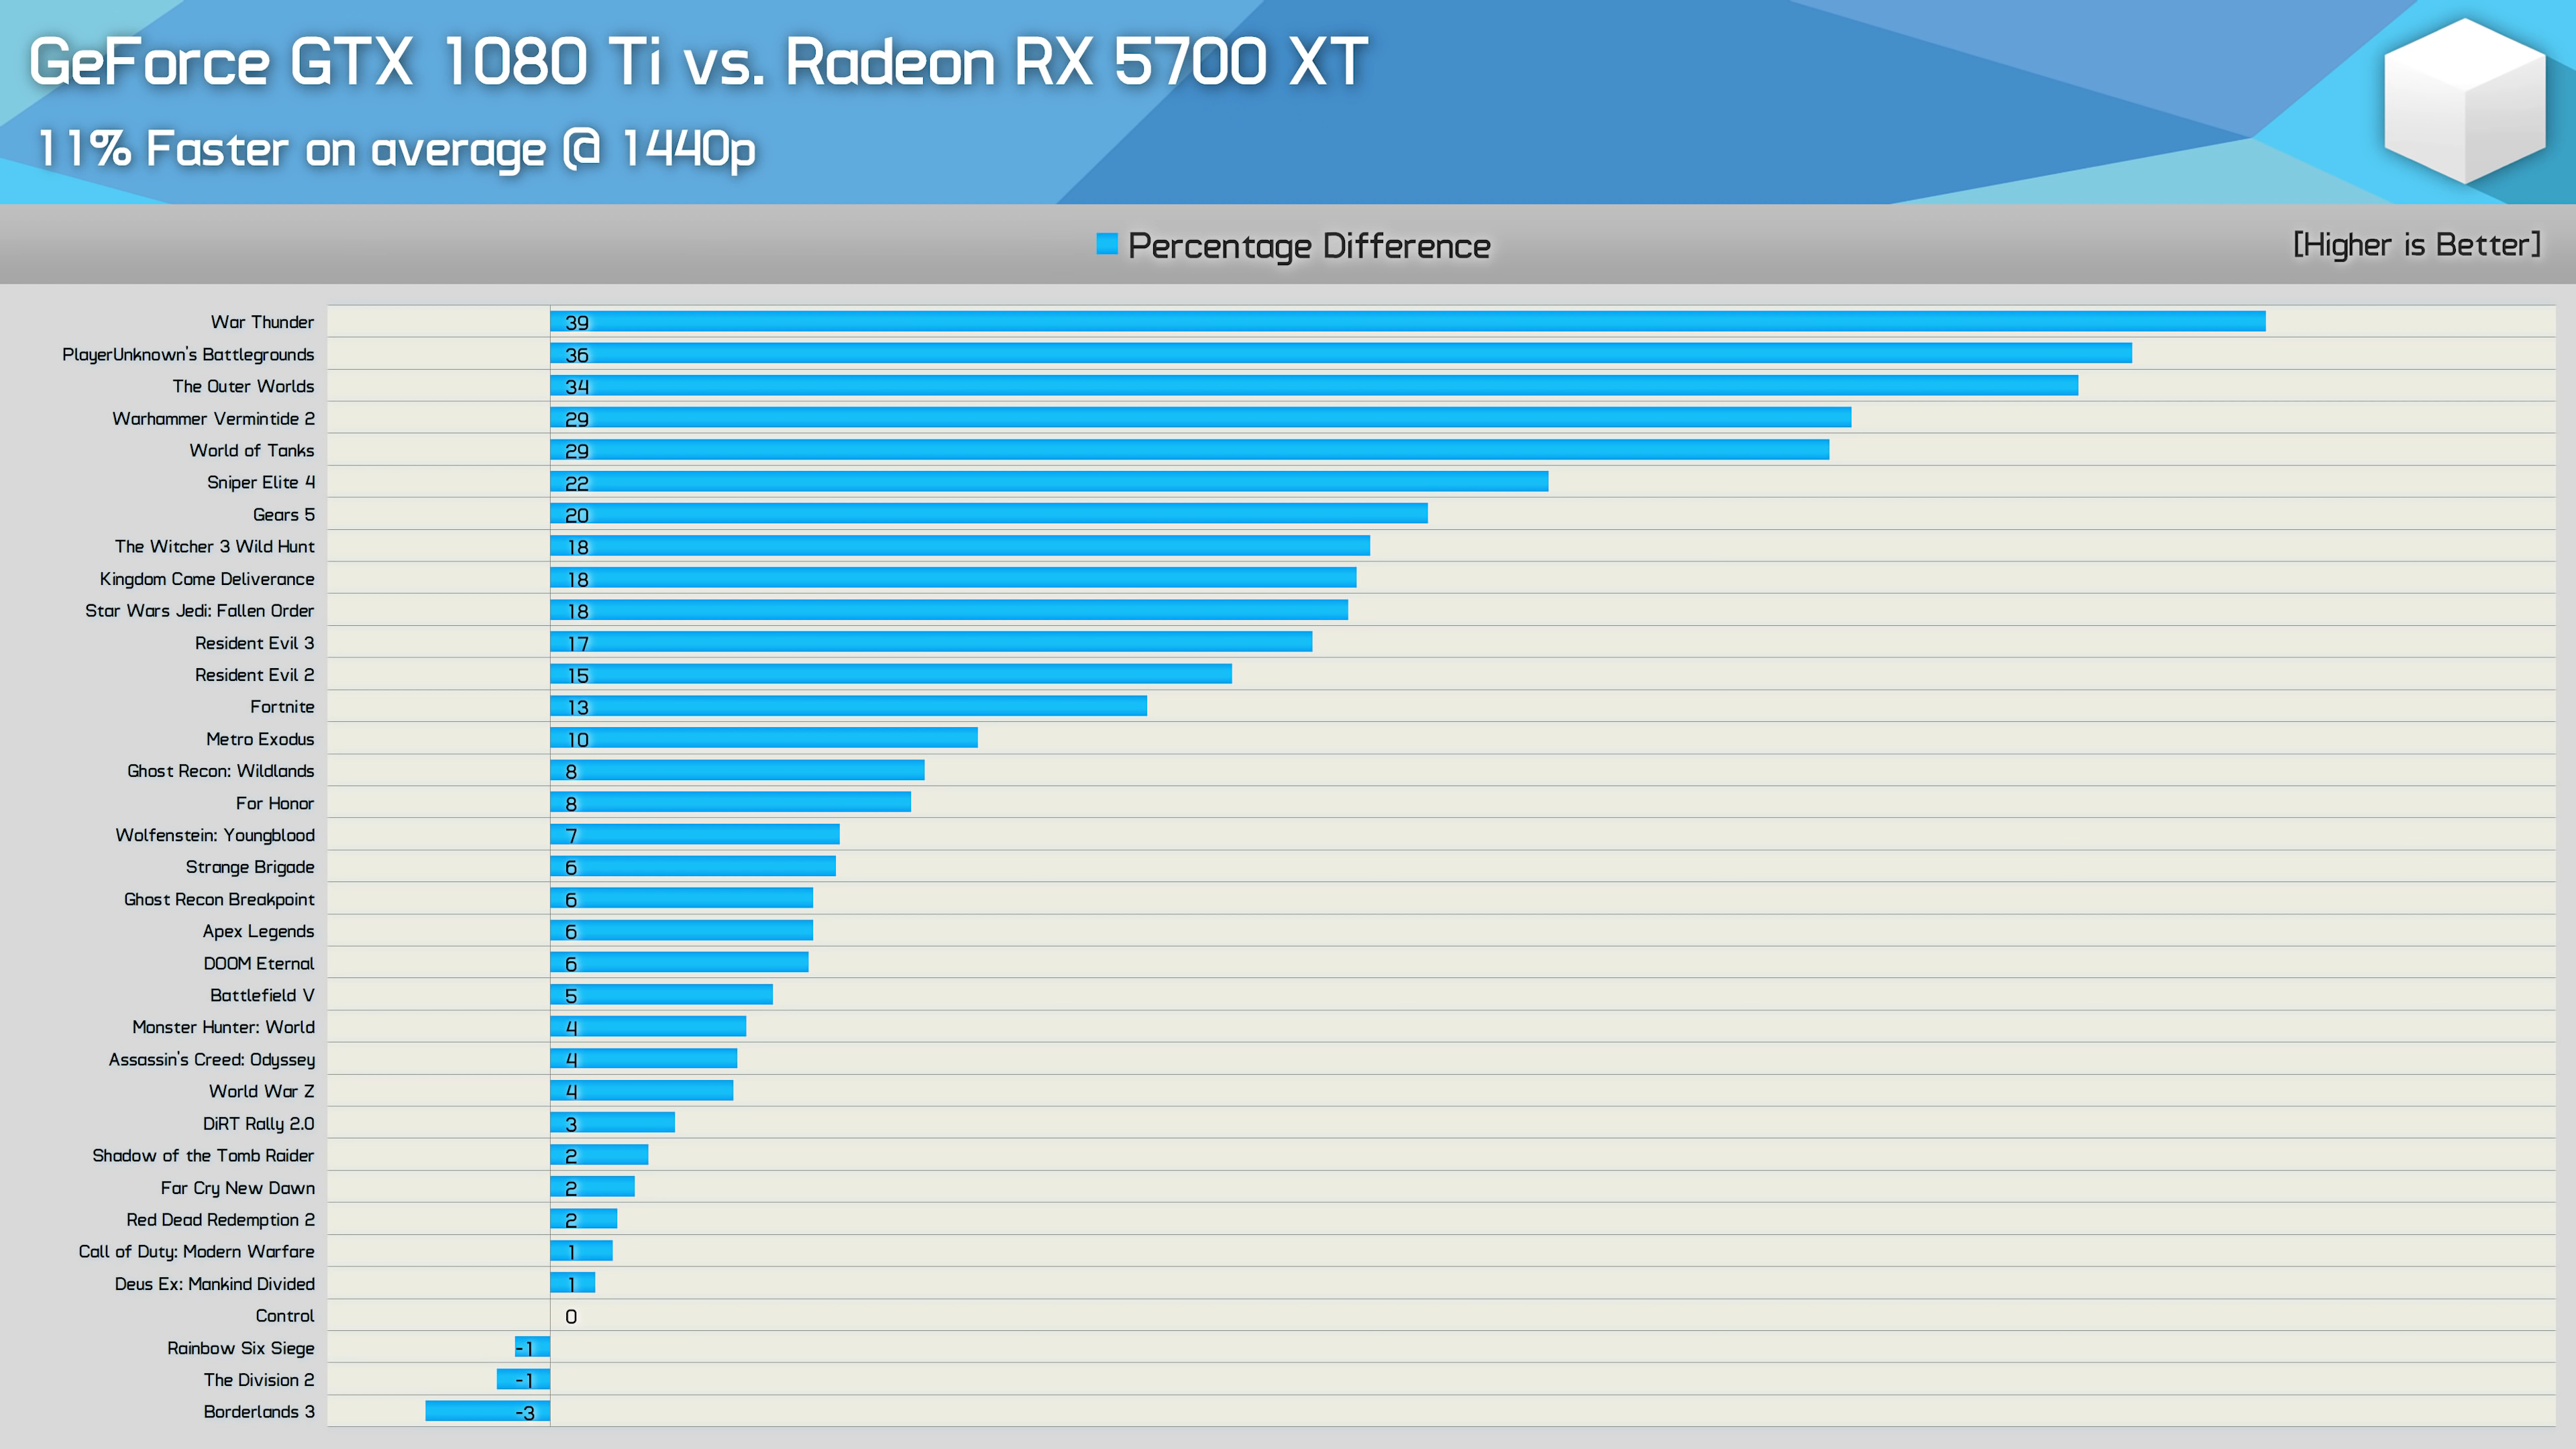 GeForce GTX 1080 Ti vs. Radeon RX 5700 XT
11% Faster on average @ 1440p
Percentage Difference
[Higher is Better]
War Thunder 39
PlayerUnknown's Battlegrounds 36
The Outer Worlds 34
Warhammer Vermintide 2 29
World of Tanks 29
Sniper Elite 4 22
Gears 5 20
The Witcher 3 Wild Hunt 18
Kingdom Come Deliverance 18
Star Wars Jedi: Fallen Order 18
Resident Evil 3 17
Resident Evil 2 15
Fortnite 13
Metro Exodus 10
Ghost Recon: Wildlands 8
For Honor 8
Wolfenstein: Youngblood 7
Strange Brigade 6
Ghost Recon Breakpoint 6
Apex Legends 6
DOOM Eternal 6
Battlefield V 5
Monster Hunter: World 4
Assassin's Creed: Odyssey 4
World War Z 4
DiRT Rally 2.0 3
Shadow of the Tomb Raider 2
Far Cry New Dawn 2
Red Dead Redemption 2 2
Call of Duty: Modern Warfare 1
Deus Ex: Mankind Divided 1
Control 0
Rainbow Six Siege -1
The Division 2 -1
Borderlands 3 -3